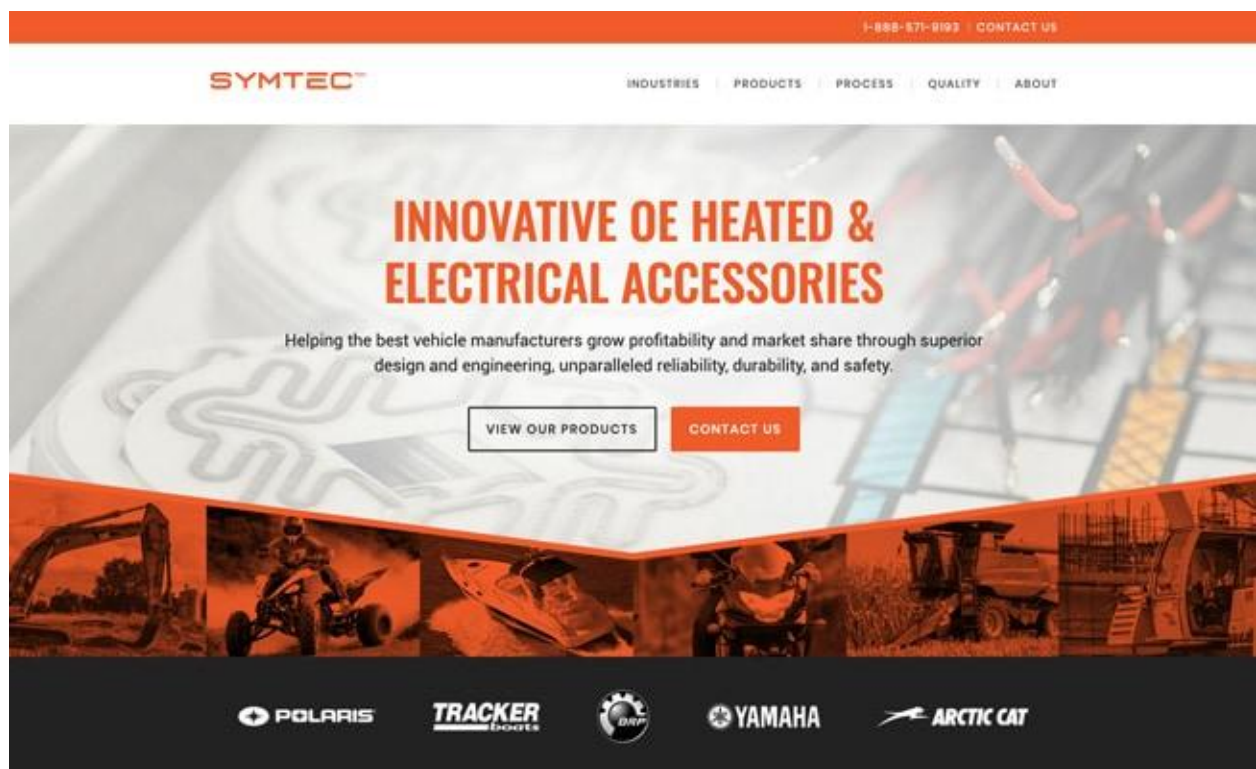 1-888-571-9193 | CONTACT US
SYMTEC™
INDUSTRIES | PRODUCTS | PROCESS | QUALITY | ABOUT
INNOVATIVE OE HEATED &
ELECTRICAL ACCESSORIES
Helping the best vehicle manufacturers grow profitability and market share through superior
design and engineering, unparalleled reliability, durability, and safety.
VIEW OUR PRODUCTS CONTACT US
POLARIS TRACKER boats BRP YAMAHA ARCTIC CAT